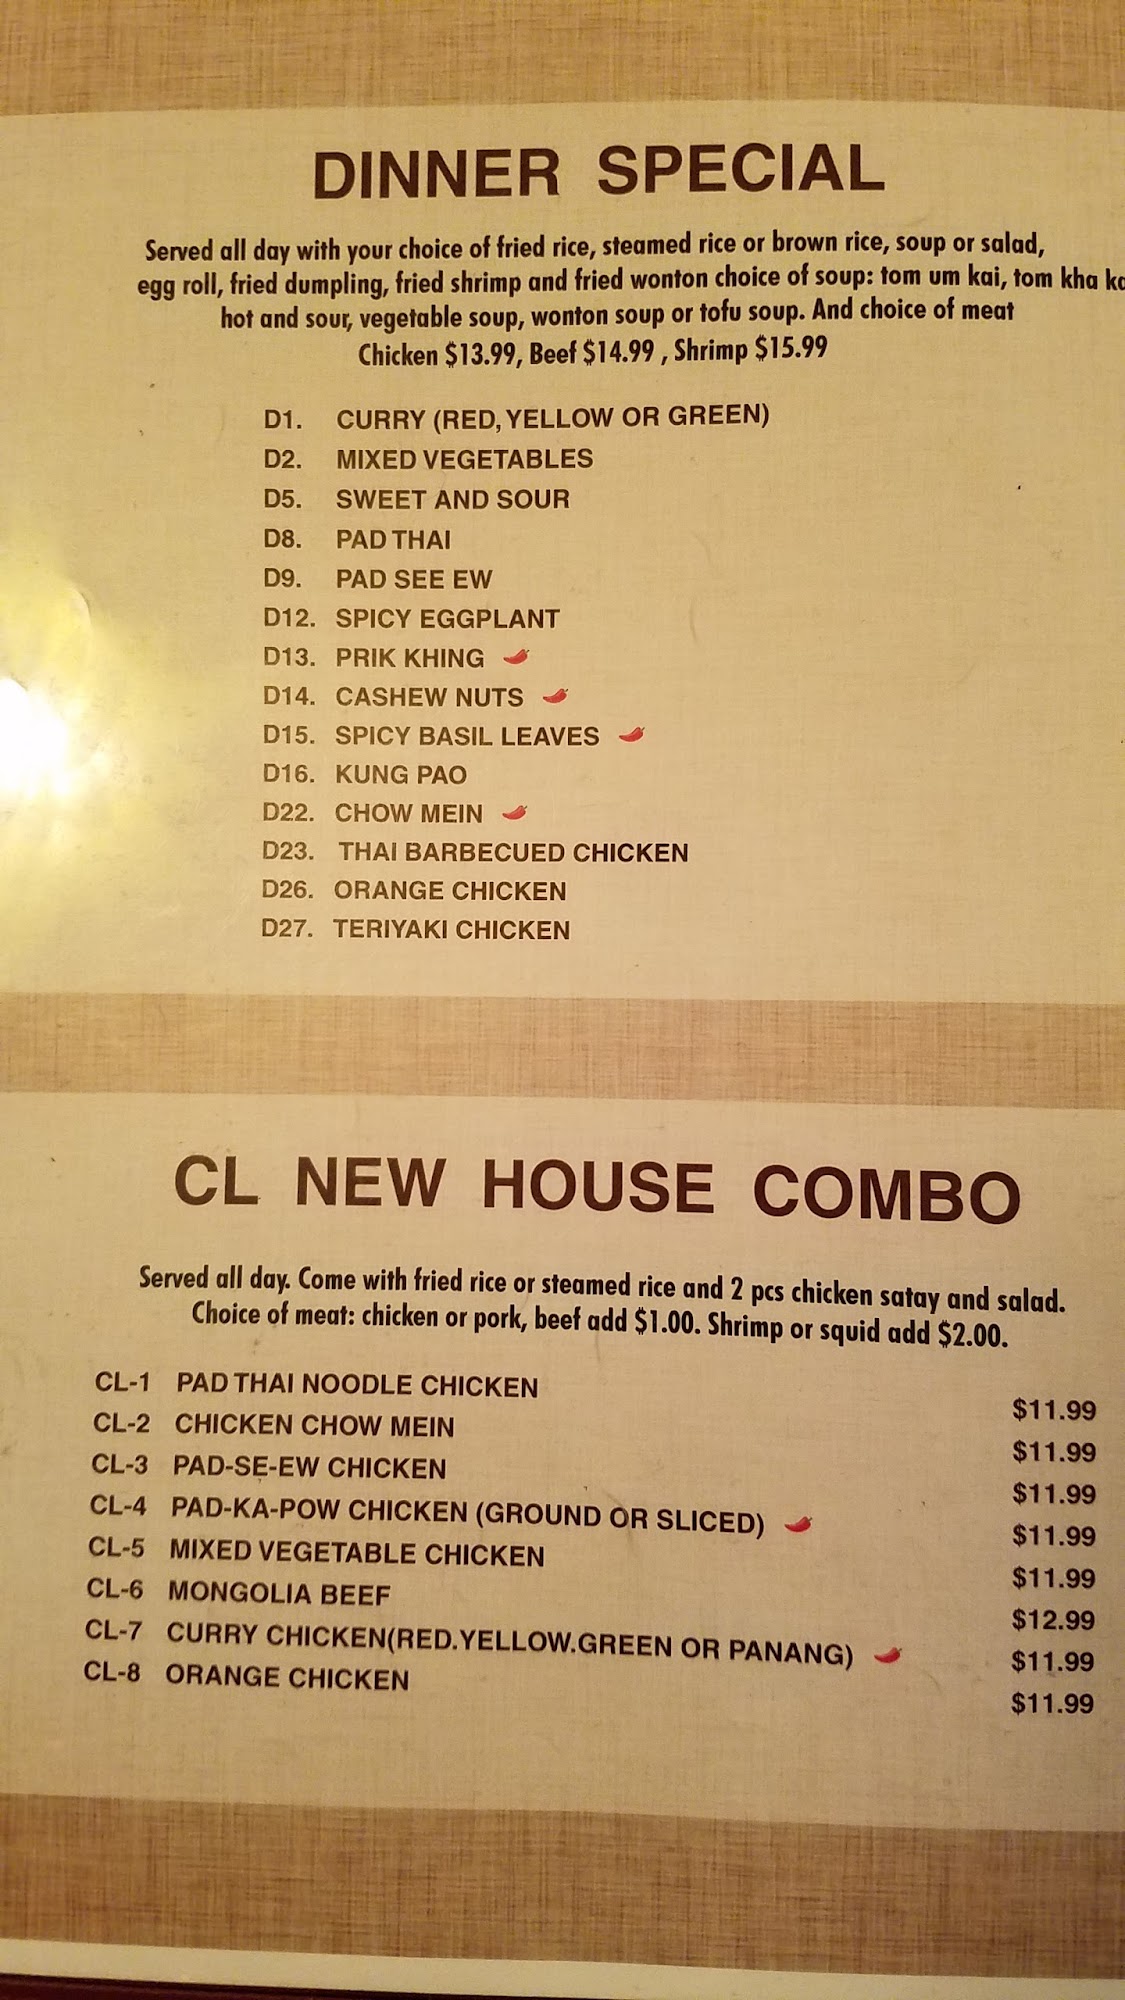 DINNER SPECIAL
Served all day with your choice of fried rice, steamed rice or brown rice, soup or salad,
egg roll, fried dumpling, fried shrimp and fried wonton choice of soup: tom um kai, tom kha
hot and sour, vegetable soup, wonton soup or tofu soup. And choice of meat
Chicken $13.99, Beef $14.99 , Shrimp $15.99
D1. CURRY (RED, YELLOW OR GREEN)
D2. MIXED VEGETABLES
D5. SWEET AND SOUR
D8. PAD THAI
D9. PAD SEE EW
D12. SPICY EGGPLANT
D13. PRIK KHING
D14. CASHEW NUTS
D15. SPICY BASIL LEAVES
D16. KUNG PAO
D22. CHOW MEIN
D23. THAI BARBECUED CHICKEN
D26. ORANGE CHICKEN
D27. TERIYAKI CHICKEN
CL NEW HOUSE COMBO
Served all day. Come with fried rice or steamed rice and 2 pcs chicken satay and salad.
Choice of meat: chicken or pork, beef add $1.00. Shrimp or squid add $2.00.
CL-1 PAD THAI NOODLE CHICKEN $11.99
CL-2 CHICKEN CHOW MEIN $11.99
CL-3 PAD-SE-EW CHICKEN $11.99
CL-4 PAD-KA-POW CHICKEN (GROUND OR SLICED) $11.99
CL-5 MIXED VEGETABLE CHICKEN $11.99
CL-6 MONGOLIA BEEF $12.99
CL-7 CURRY CHICKEN(RED.YELLOW.GREEN OR PANANG) $11.99
CL-8 ORANGE CHICKEN $11.99